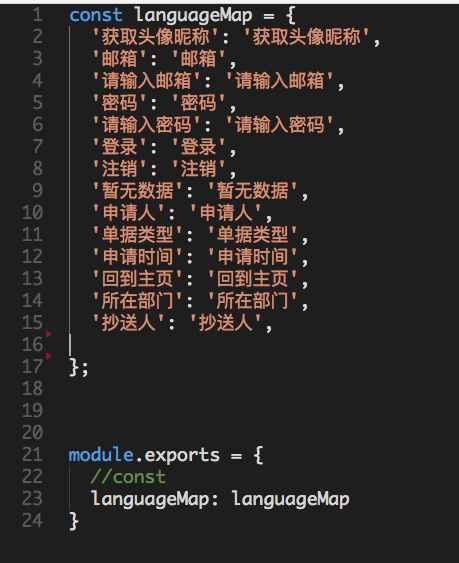 1 const languageMap = {
2   '获取头像昵称': '获取头像昵称',
3   '邮箱': '邮箱',
4   '请输入邮箱': '请输入邮箱',
5   '密码': '密码',
6   '请输入密码': '请输入密码',
7   '登录': '登录',
8   '注销': '注销',
9   '暂无数据': '暂无数据',
10   '申请人': '申请人',
11   '单据类型': '单据类型',
12   '申请时间': '申请时间',
13   '回到主页': '回到主页',
14   '所在部门': '所在部门',
15   '抄送人': '抄送人',
16
17 };
18
19
20
21 module.exports = {
22   //const
23   languageMap: languageMap
24 }